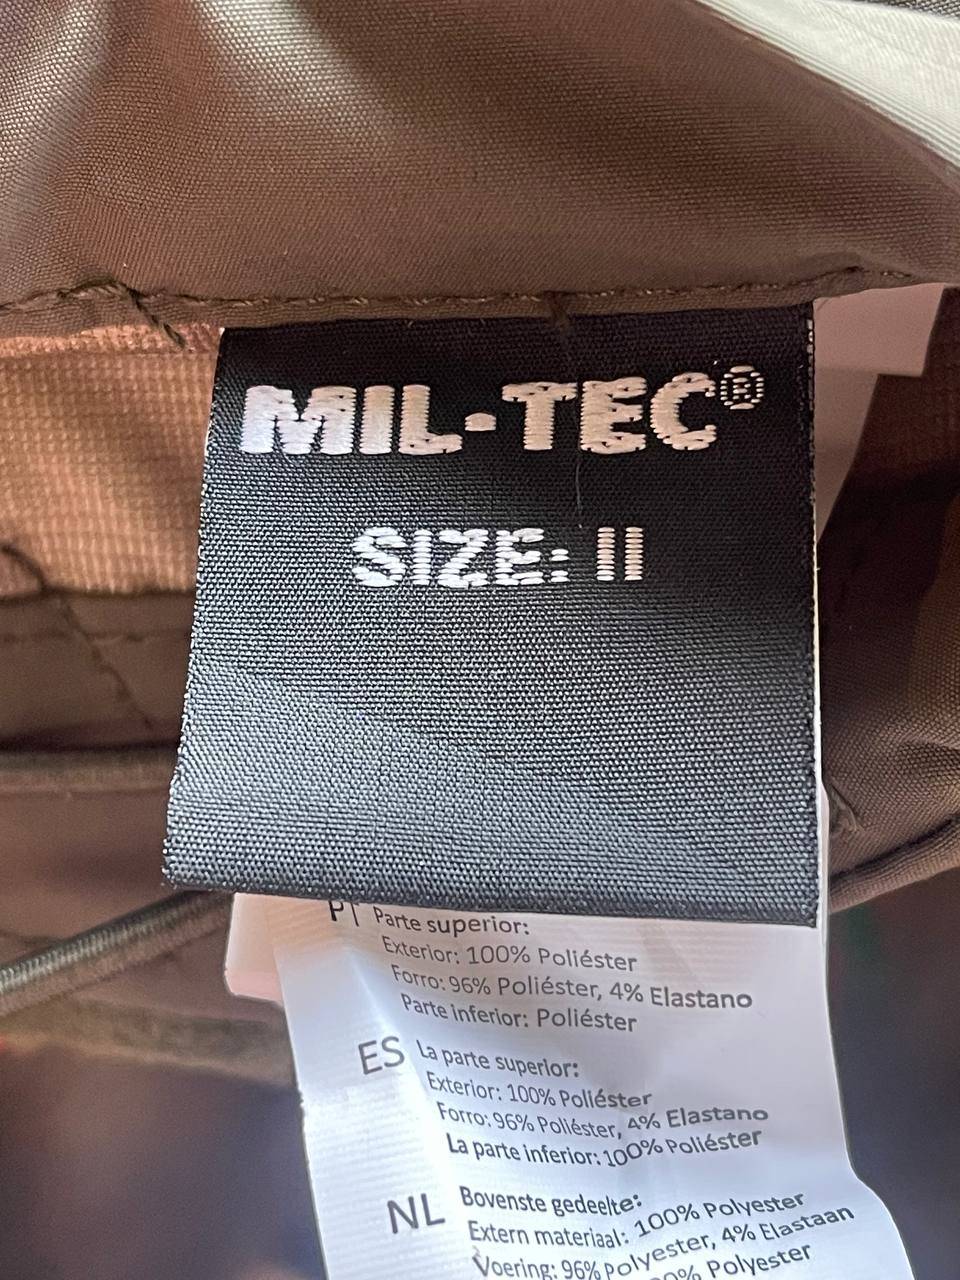 MIL-TEC®
SIZE: II
PT Parte superior:
Exterior: 100% Poliéster
Forro: 96% Poliéster, 4% Elastano
Parte inferior: Poliéster
ES La parte superior:
Exterior: 100% Poliéster
Forro: 96% Poliéster, 4% Elastano
La parte inferior: 100% Poliéster
NL Bovenste gedeelte:
Extern materiaal: 100% Polyester
Voering: 96% Polyester, 4% Elastaan
Polyester